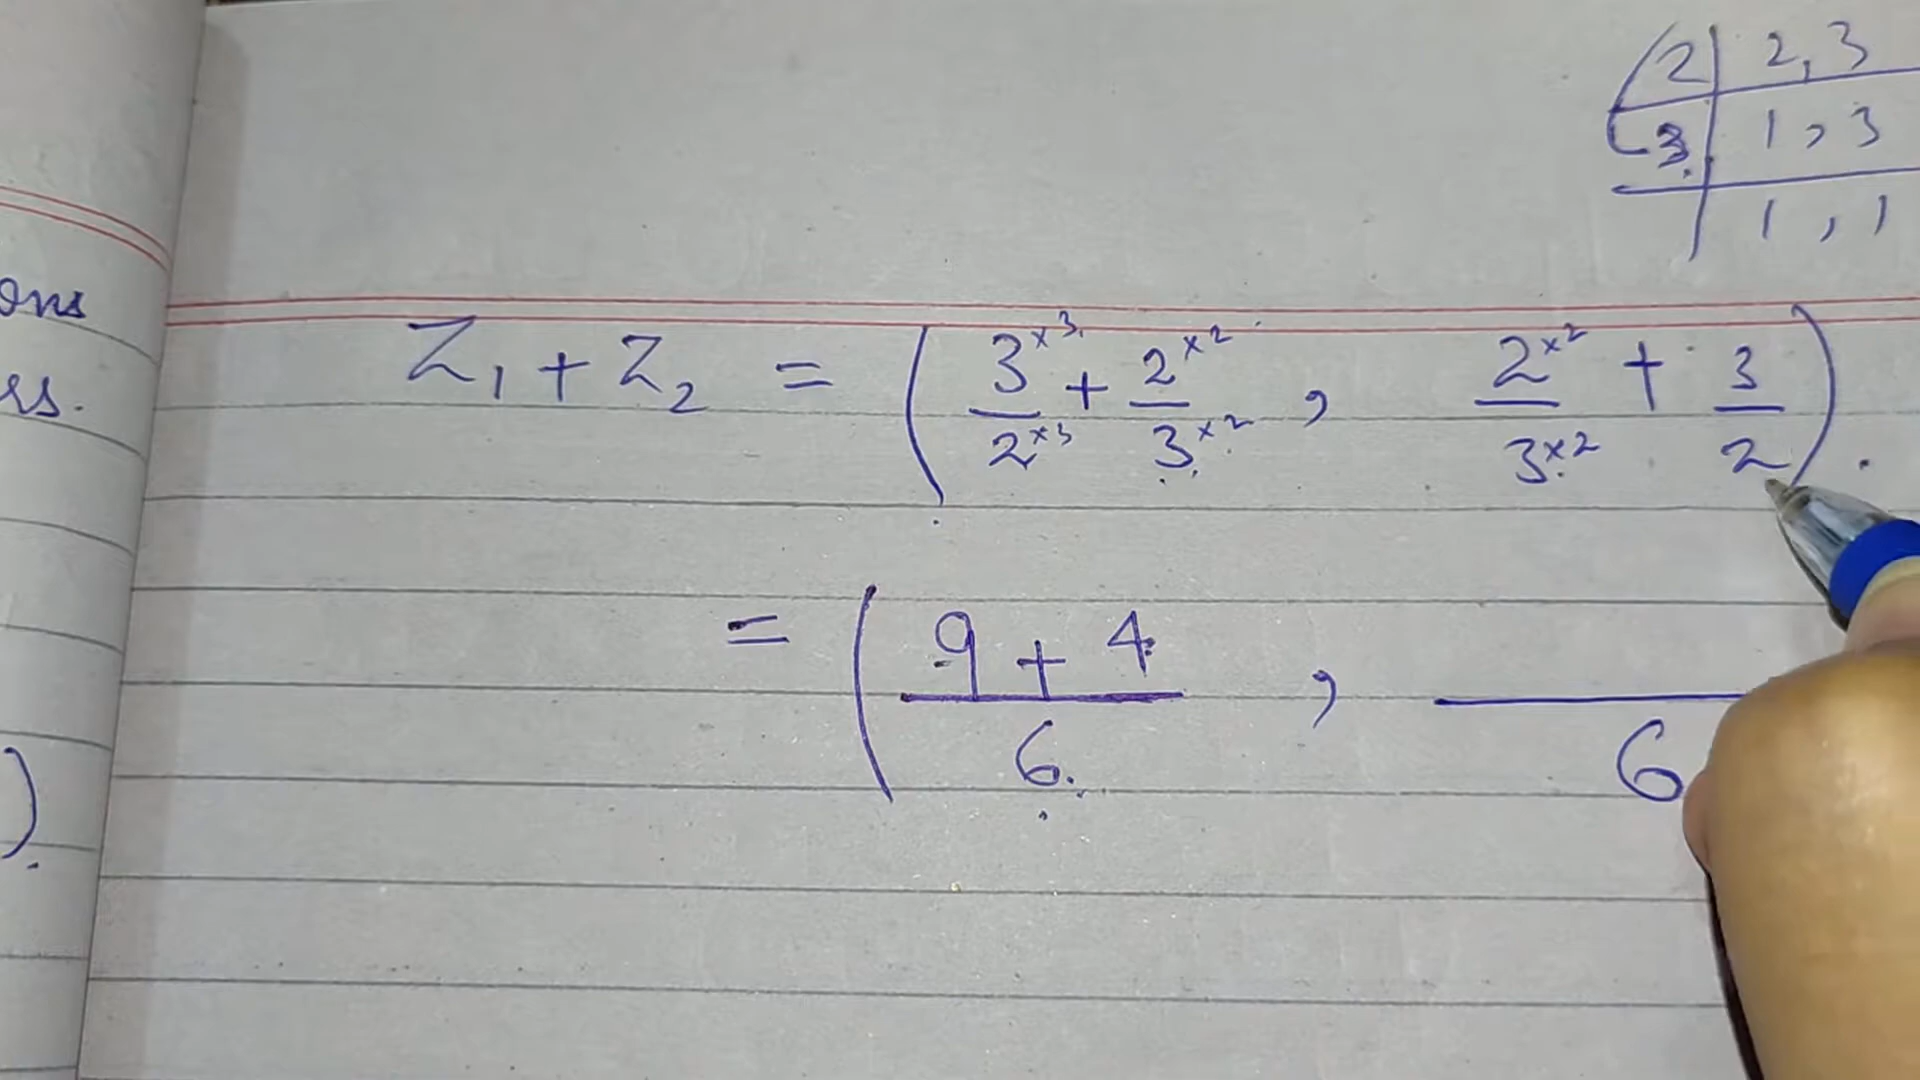 2 | 2, 3
3 | 1, 3
1, 1
ons
Z₁ + Z₂ = ( 3^{×3}/2^{×3} + 2^{×2}/3^{×2} , 2^{×2}/3^{×2} + 3/2 ).
= ( 9 + 4 / 6 , / 6
).